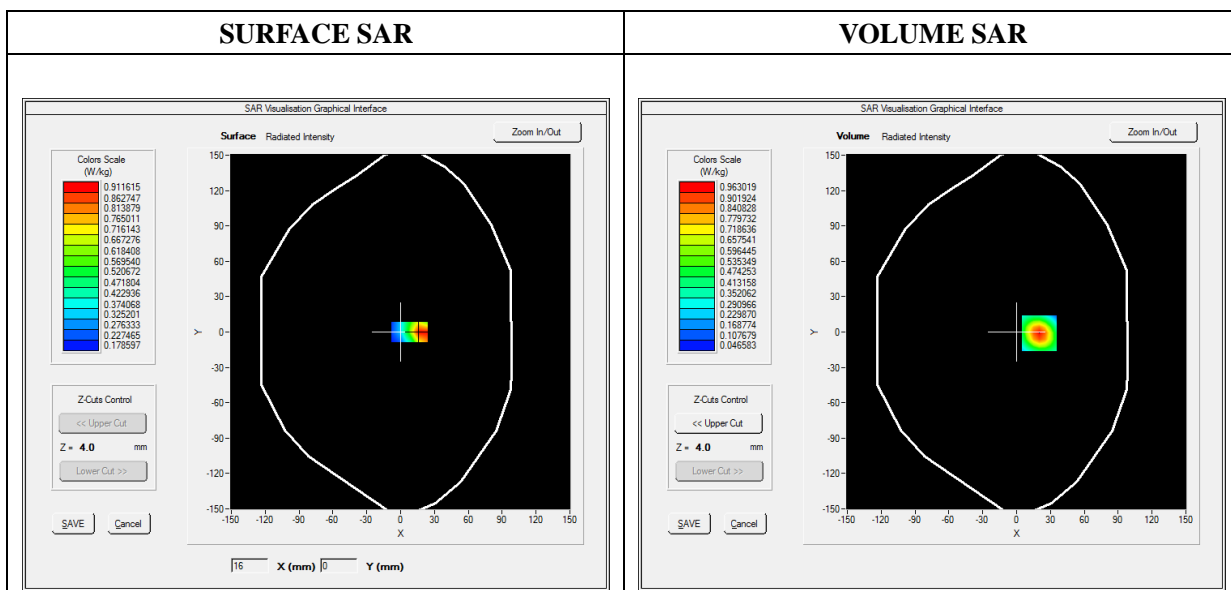 SURFACE SAR
SAR Visualisation Graphical Interface
Surface Radiated Intensity
Zoom In/Out
Colors Scale
(W/kg)
0.911615
0.862747
0.813879
0.765011
0.716143
0.667276
0.618408
0.569540
0.520672
0.471804
0.422936
0.374068
0.325201
0.276333
0.227465
0.178597
150
120
90
60
30
0
-30
-60
-90
-120
-150
Y
-150 -120 -90 -60 -30 0 30 60 90 120 150
X
Z-Cuts Control
<< Upper Cut
Z = 4.0 mm
Lower Cut >>
SAVE Cancel
16 X (mm) 0 Y (mm)
VOLUME SAR
SAR Visualisation Graphical Interface
Volume Radiated Intensity
Zoom In/Out
Colors Scale
(W/kg)
0.963019
0.901924
0.840828
0.779732
0.718636
0.657541
0.596445
0.535349
0.474253
0.413158
0.352062
0.290966
0.229870
0.168774
0.107679
0.046583
150
120
90
60
30
0
-30
-60
-90
-120
-150
Y
-150 -120 -90 -60 -30 0 30 60 90 120 150
X
Z-Cuts Control
<< Upper Cut
Z = 4.0 mm
Lower Cut >>
SAVE Cancel